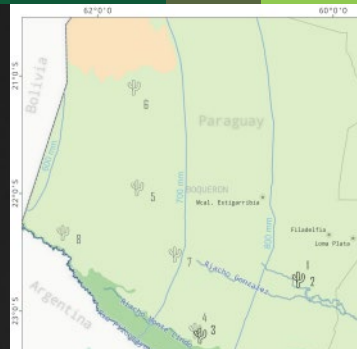 62°0'0
60°0'0
21°0'S
Bolivia
6
Paraguay
600 mm
700 mm
22°0'S
5
BOQUERON
Mcal. Estigarribia
800 mm
8
Filadelfia
Loma Plata
7
1
2
Riacho Gonzalez
Argentina
23°0'S
4
3